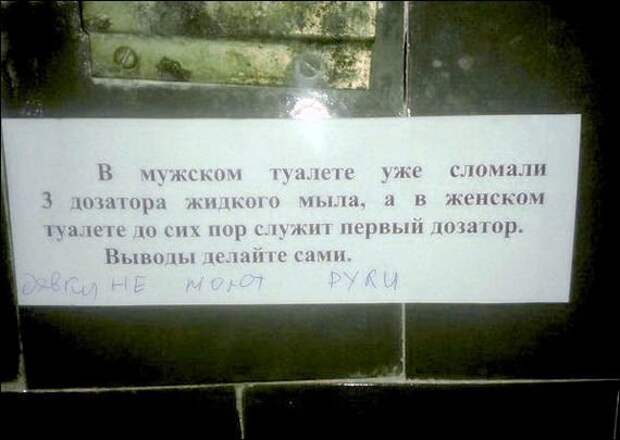 В мужском туалете уже сломали
3 дозатора жидкого мыла, а в женском
туалете до сих пор служит первый дозатор.
Выводы делайте сами.
НЕ моют РУКИ